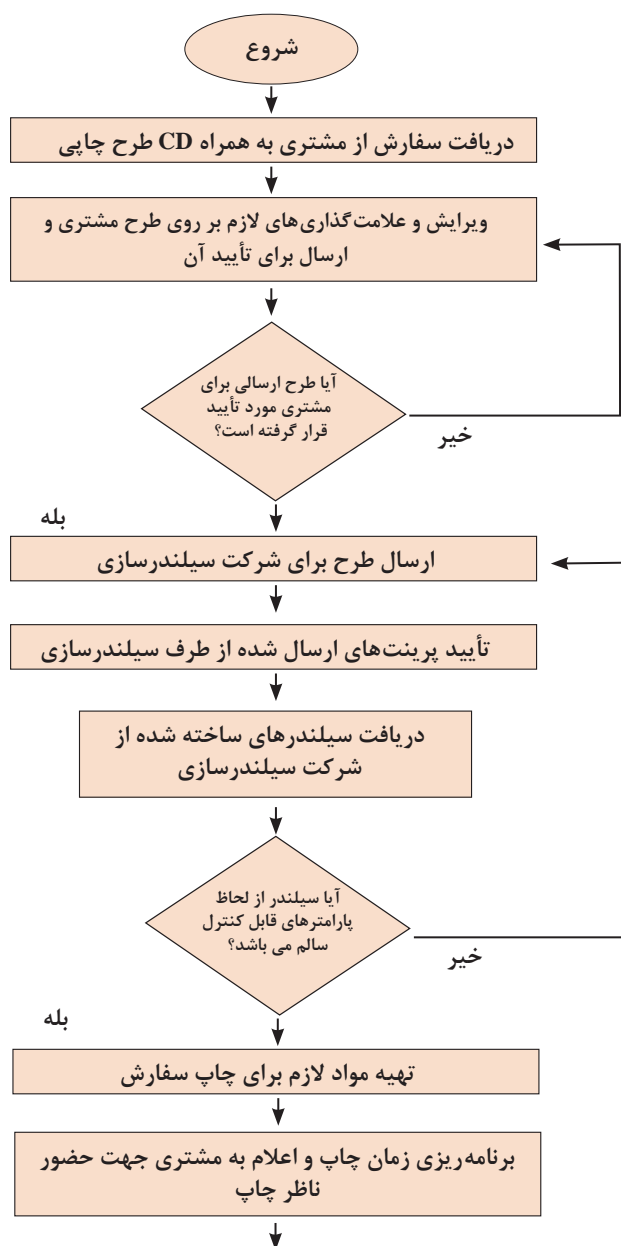 شروع
دریافت سفارش از مشتری به همراه CD طرح چاپی
ویرایش و علامت‌گذاری‌های لازم بر روی طرح مشتری و
ارسال برای تأیید آن
آیا طرح ارسالی برای
مشتری مورد تأیید
قرار گرفته است؟
خیر
بله
ارسال طرح برای شرکت سیلندرسازی
تأیید پرینت‌های ارسال شده از طرف سیلندرسازی
دریافت سیلندرهای ساخته شده از
شرکت سیلندرسازی
آیا سیلندر از لحاظ
پارامترهای قابل کنترل
سالم می باشد؟
خیر
بله
تهیه مواد لازم برای چاپ سفارش
برنامه‌ریزی زمان چاپ و اعلام به مشتری جهت حضور
ناظر چاپ